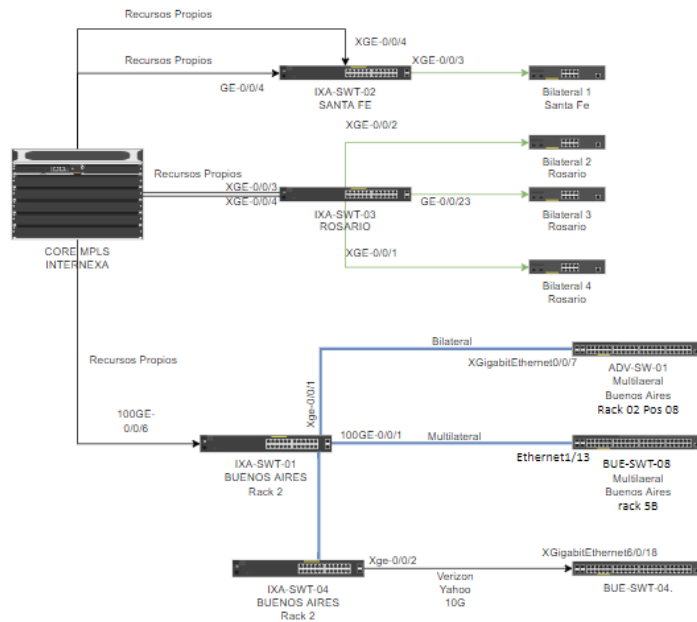 Recursos Propios
XGE-0/0/4
Recursos Propios
XGE-0/0/3
GE-0/0/4
IXA-SWT-02
SANTA FE
Bilateral 1
Santa Fe
XGE-0/0/2
Bilateral 2
Rosario
Recursos Propios
XGE-0/0/3
XGE-0/0/4
GE-0/0/23
IXA-SWT-03
ROSARIO
Bilateral 3
Rosario
CORE MPLS
INTERNEXA
XGE-0/0/1
Bilateral 4
Rosario
Recursos Propios
Bilateral
XGigabitEthernet0/0/7
ADV-SW-01
Multilaeral
Buenos Aires
Rack 02 Pos 08
Xge-0/0/1
100GE-
0/0/6
100GE-0/0/1
Multilateral
Ethernet1/13
IXA-SWT-01
BUENOS AIRES
Rack 2
BUE-SWT-08
Multilaeral
Buenos Aires
rack 5B
Xge-0/0/2
XGigabitEthernet6/0/18
Verizon
Yahoo
10G
IXA-SWT-04
BUENOS AIRES
Rack 2
BUE-SWT-04.